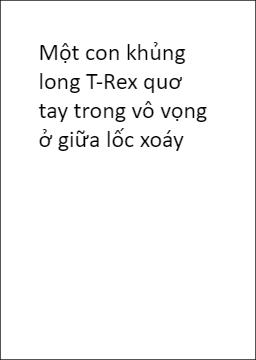 Một con khủng
long T-Rex quơ
tay trong vô vọng
ở giữa lốc xoáy